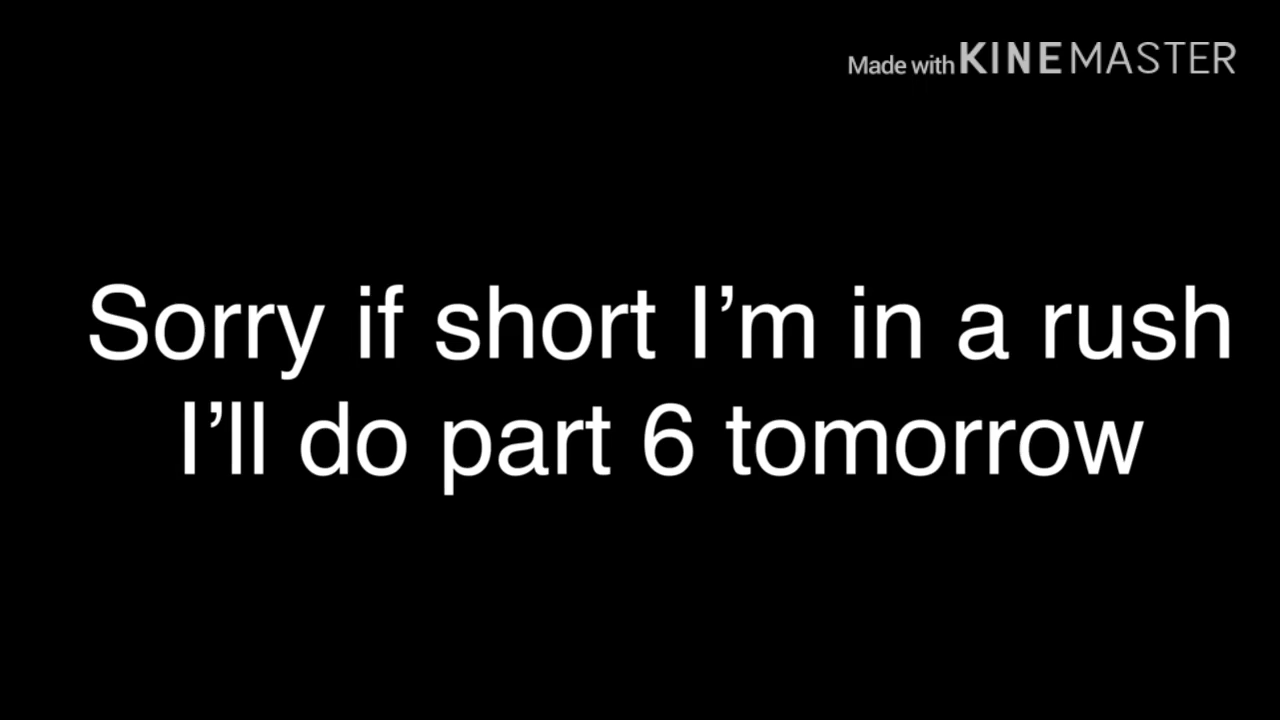 Made with KINEMASTER
Sorry if short I’m in a rush
I’ll do part 6 tomorrow